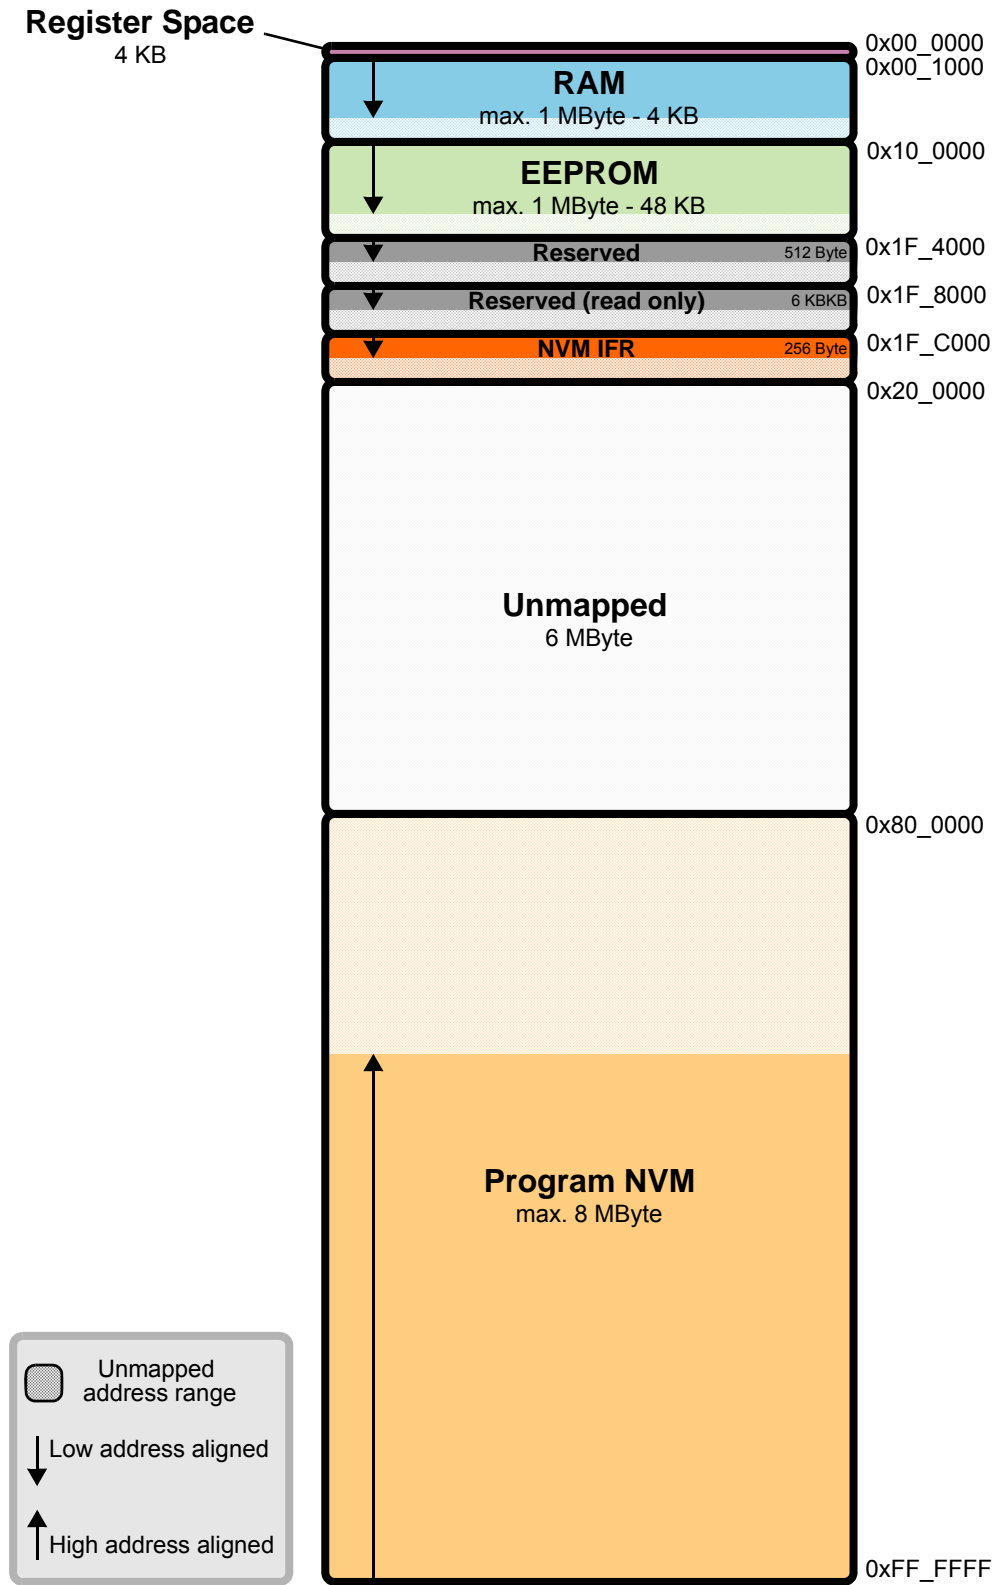 Register Space
4 KB
0x00_0000
0x00_1000
RAM
max. 1 MByte - 4 KB
0x10_0000
EEPROM
max. 1 MByte - 48 KB
0x1F_4000
Reserved 512 Byte
0x1F_8000
Reserved (read only) 6 KBKB
0x1F_C000
NVM IFR 256 Byte
0x20_0000
Unmapped
6 MByte
0x80_0000
Program NVM
max. 8 MByte
Unmapped
address range
Low address aligned
High address aligned
0xFF_FFFF